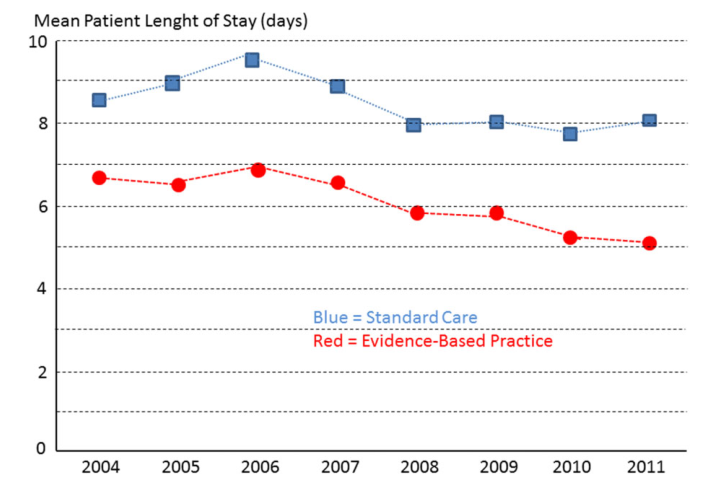 Mean Patient Lenght of Stay (days)
10
8
6
4
Blue = Standard Care
Red = Evidence-Based Practice
2
0
2004 2005 2006 2007 2008 2009 2010 2011